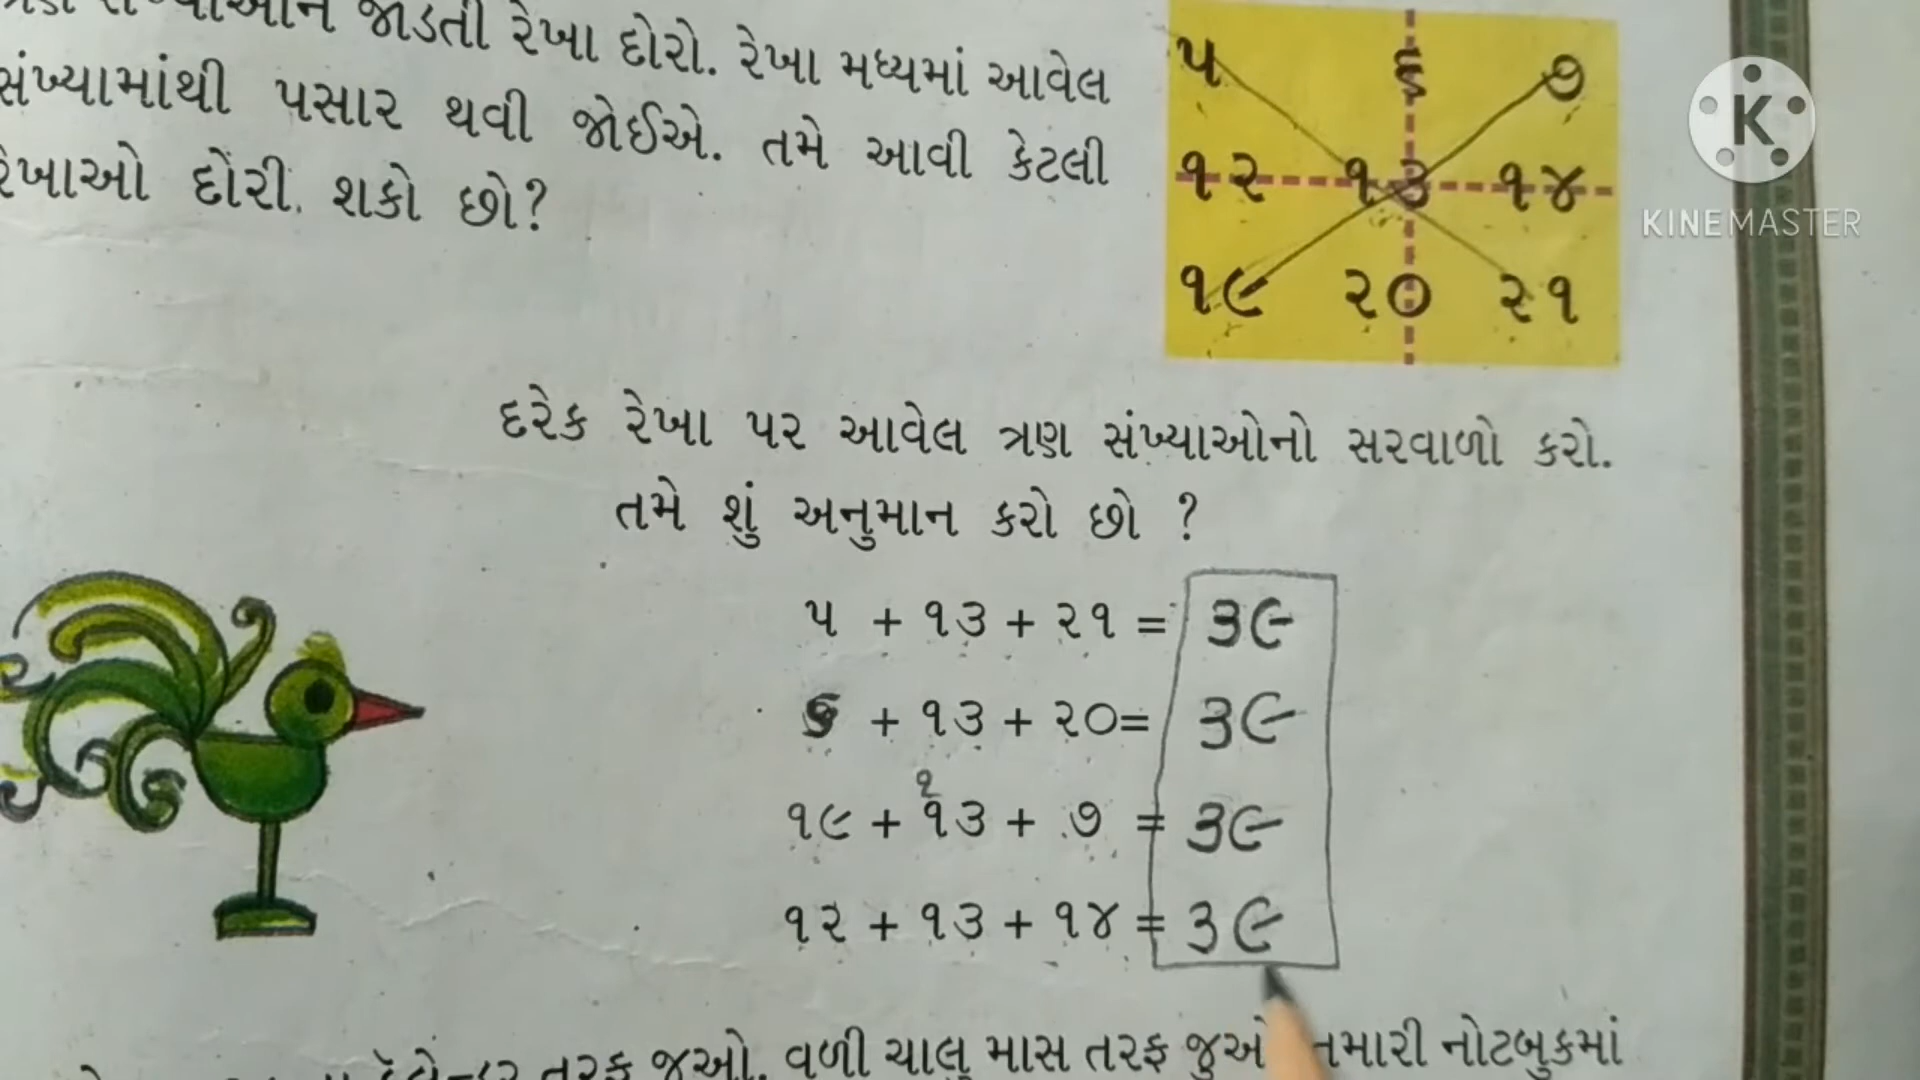 રેખા દોરો. રેખા મધ્યમાં આવેલ
સંખ્યામાંથી પસાર થવી જોઈએ. તમે આવી કેટલી
રેખાઓ દોરી શકો છો?
૫ ૬ ૭
૧૨ ૧૩ ૧૪
૧૯ ૨૦ ૨૧
K
KINEMASTER
દરેક રેખા પર આવેલ ત્રણ સંખ્યાઓનો સરવાળો કરો.
તમે શું અનુમાન કરો છો ?
૫ + ૧૩ + ૨૧ = ૩૯
૬ + ૧૩ + ૨૦= ૩૯
૧
૧૯ + ૧૩ + ૭ = ૩૯
૧૨ + ૧૩ + ૧૪ = ૩૯
તરફ જુઓ. વળી ચાલુ માસ તરફ જુઓ તમારી નોટબુકમાં